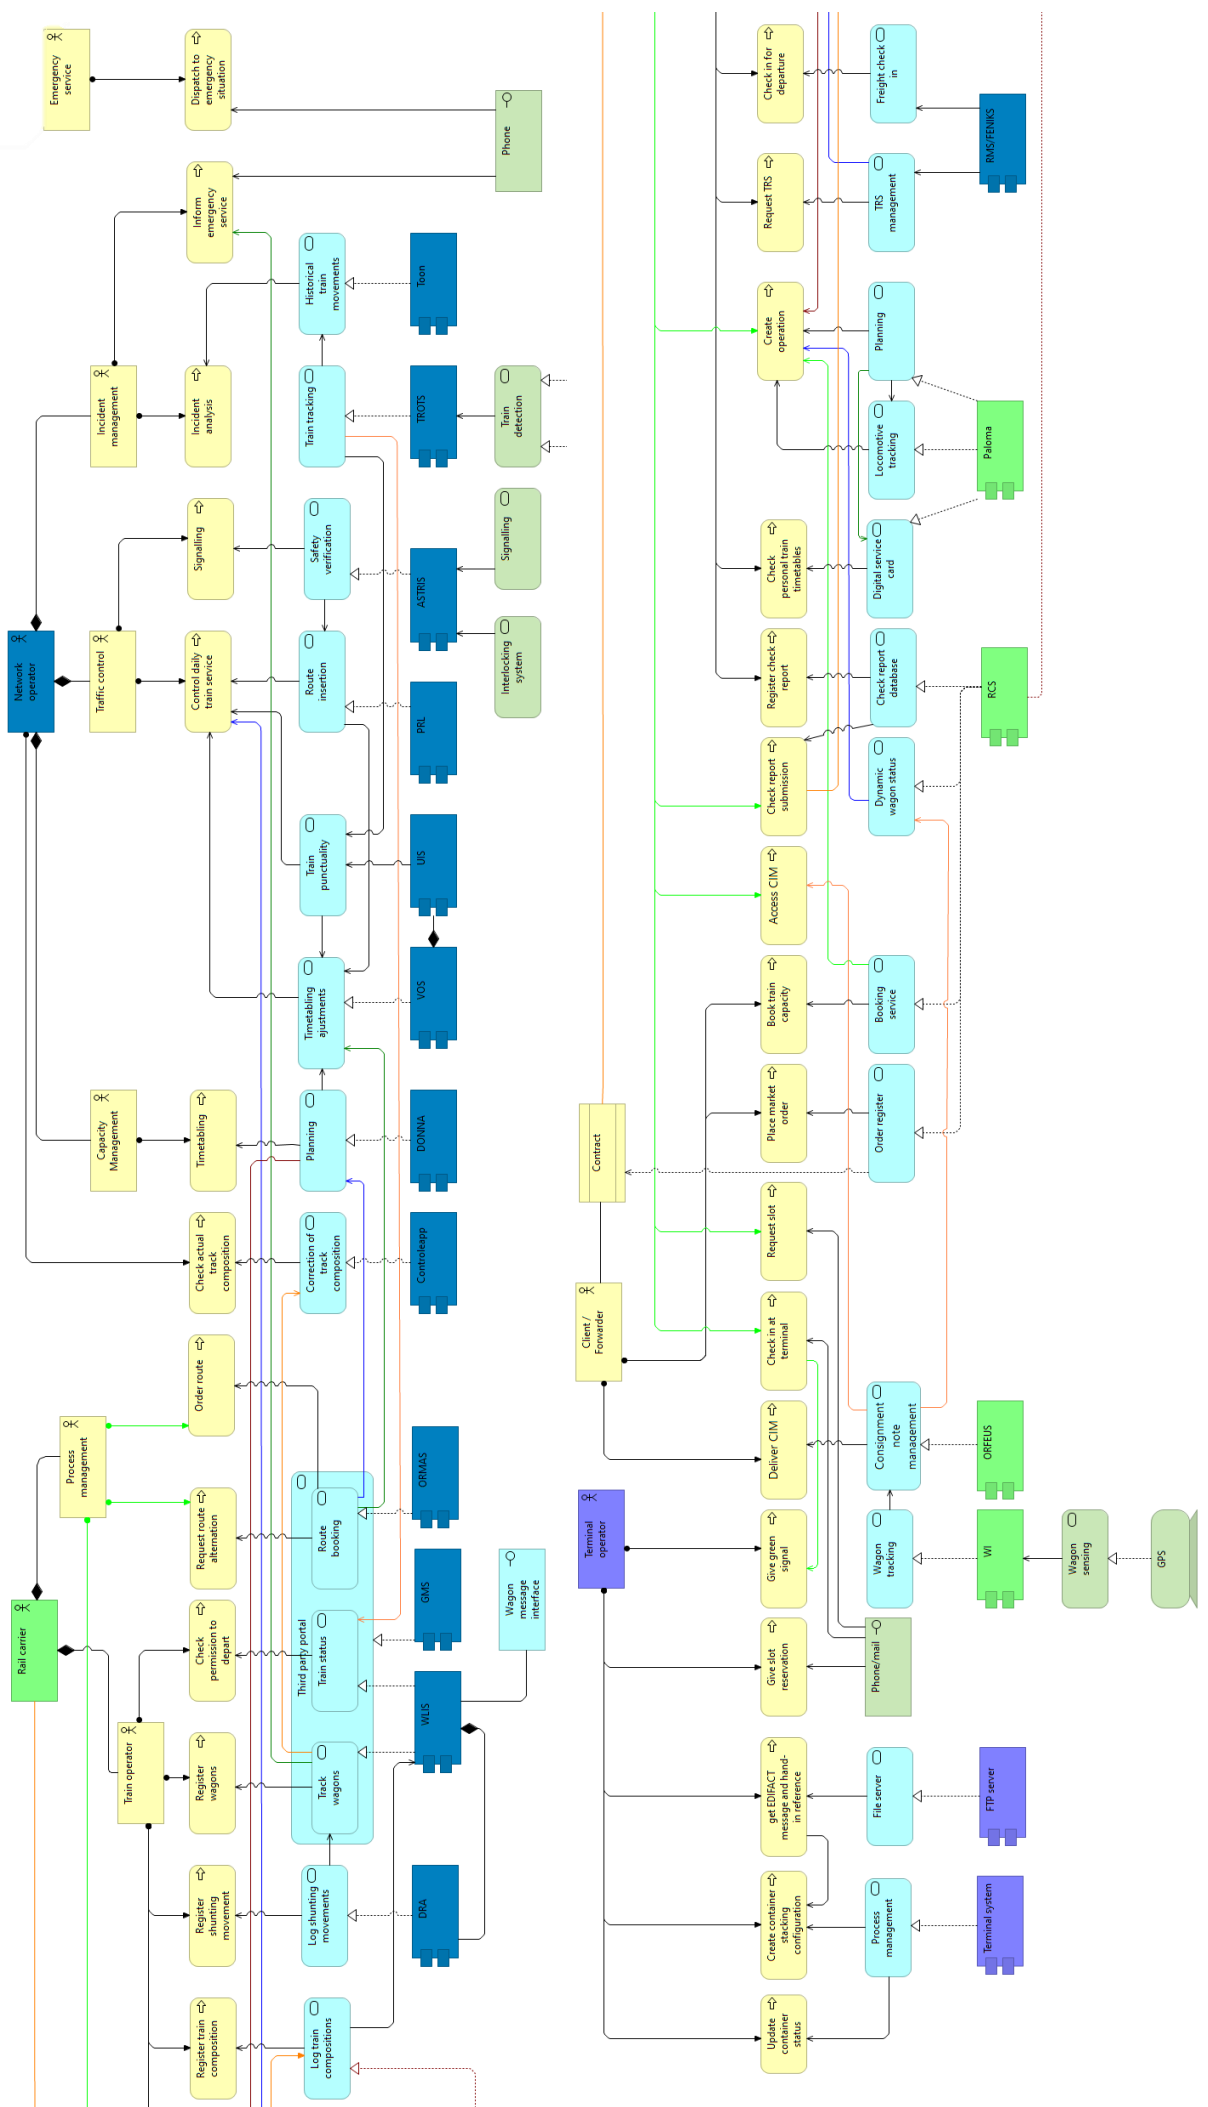 Emergency
service
Dispatch to
emergency
situation
Phone
Inform
emergency
service
Historical
train
movements
Toon
Incident
management
Incident
analysis
Train tracking
TROTS
Train
detection
Signalling
Safety
verification
ASTRIS
Signalling
Network
operator
Traffic control
Control daily
train service
Route
insertion
PRL
Interlocking
system
Train
punctuality
UIS
Timetabling
ajustments
VOS
Capacity
Management
Timetabling
Planning
DONNA
Check actual
track
composition
Correction of
track
composition
Controleapp
Order route
Process
management
Request route
alternation
Route
booking
ORMAS
Rail carrier
Check
permission to
depart
Third party portal
Train status
GMS
Wagon
message
interface
Train operator
Register
wagons
Track
wagons
WLIS
Register
shunting
movement
Log shunting
movements
DRA
Register train
composition
Log train
compositions
Check in for
departure
Freight check
in
RMS/FENIKS
Request TRS
TRS
management
Create
operation
Planning
Locomotive
tracking
Paloma
Check
personal train
timetables
Digital service
card
Register check
report
Check report
database
RCS
Check report
submission
Dynamic
wagon status
Access CIM
Book train
capacity
Booking
service
Contract
Place market
order
Order register
Request slot
Client /
Forwarder
Check in at
terminal
Deliver CIM
Consignment
note
management
ORFEUS
Terminal
operator
Give green
signal
Wagon
tracking
WI
Wagon
sensing
GPS
Give slot
reservation
Phone/mail
get EDIFACT
message and hand-
in reference
File server
FTP server
Create container
stacking
configuration
Process
management
Terminal system
Update
container
status